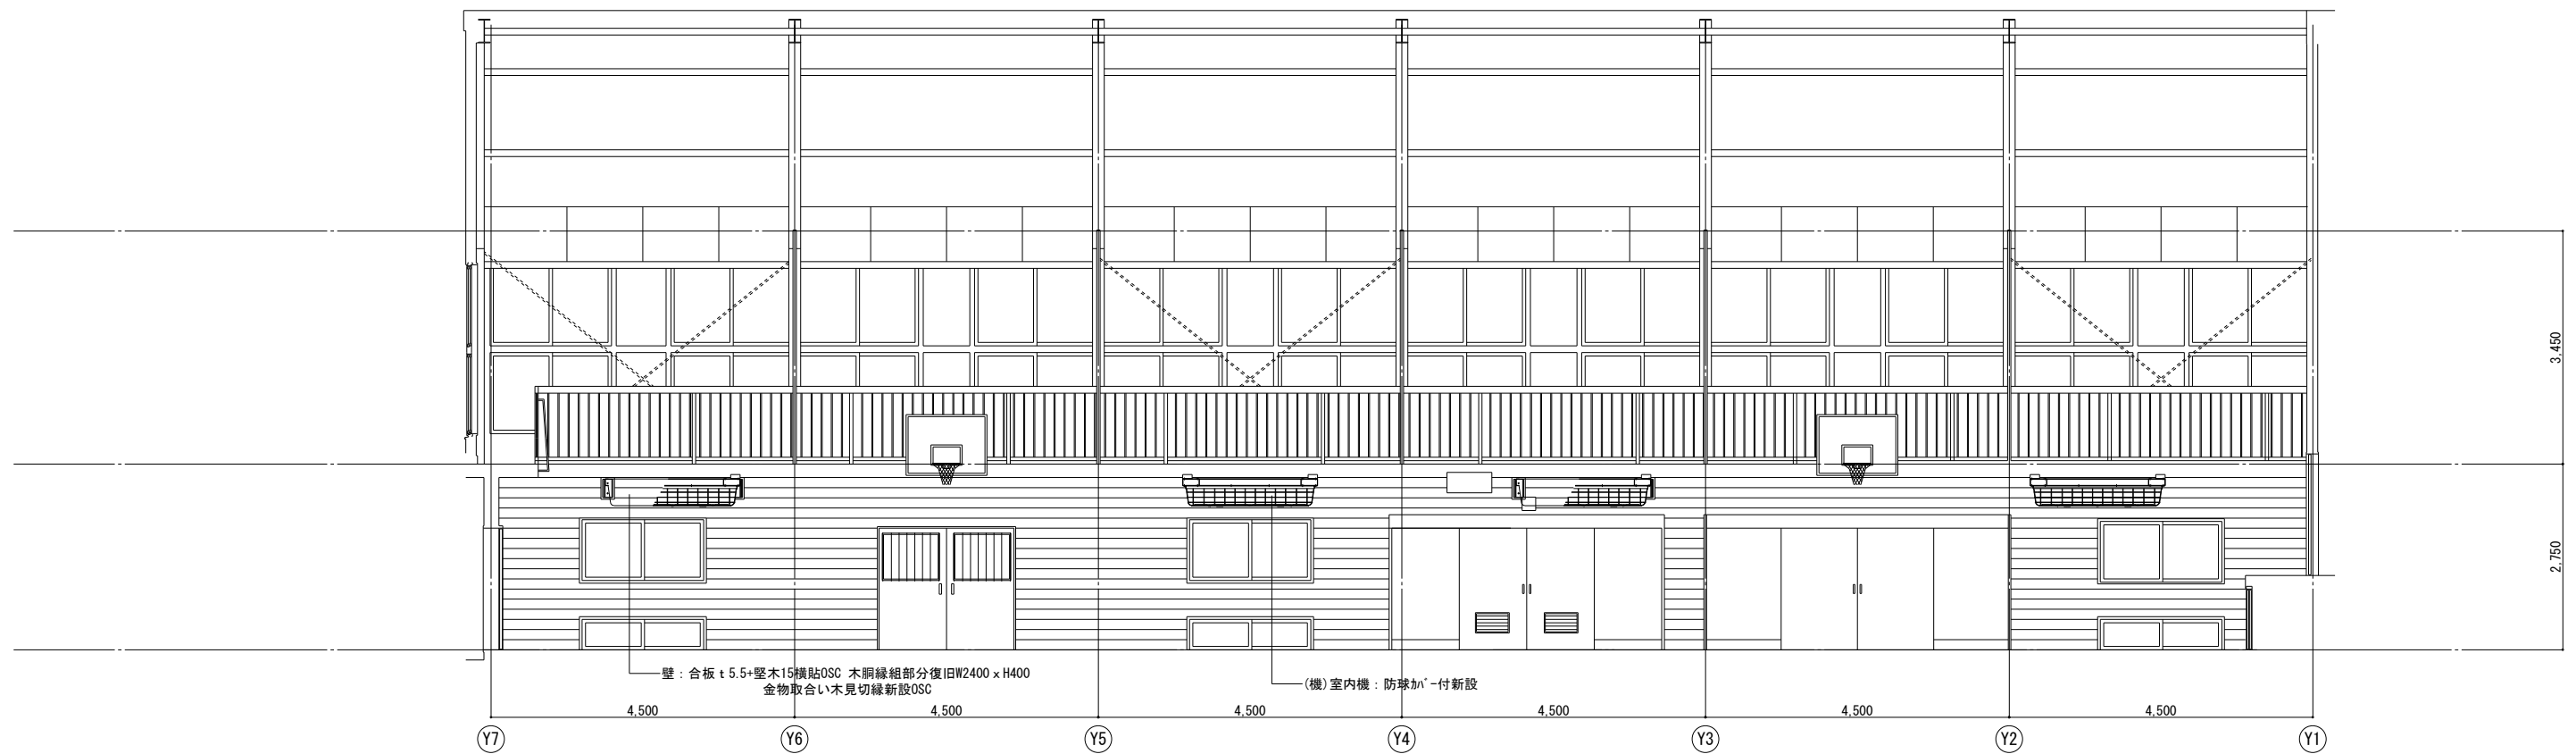 3,450
2,750
壁：合板ｔ5.5+堅木15横貼OSC 木胴縁組部分復旧W2400ｘH400
金物取合い木見切縁新設OSC
(機)室内機：防球ｶﾊﾞｰ付新設
4,500 4,500 4,500 4,500 4,500 4,500
Y7 Y6 Y5 Y4 Y3 Y2 Y1